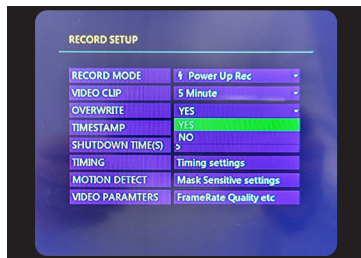 RECORD SETUP
RECORD MODE Power Up Rec
VIDEO CLIP 5 Minute
OVERWRITE YES
TIMESTAMP YES
NO
SHUTDOWN TIME(S)
TIMING Timing settings
MOTION DETECT Mask Sensitive settings
VIDEO PARAMTERS FrameRate Quality etc